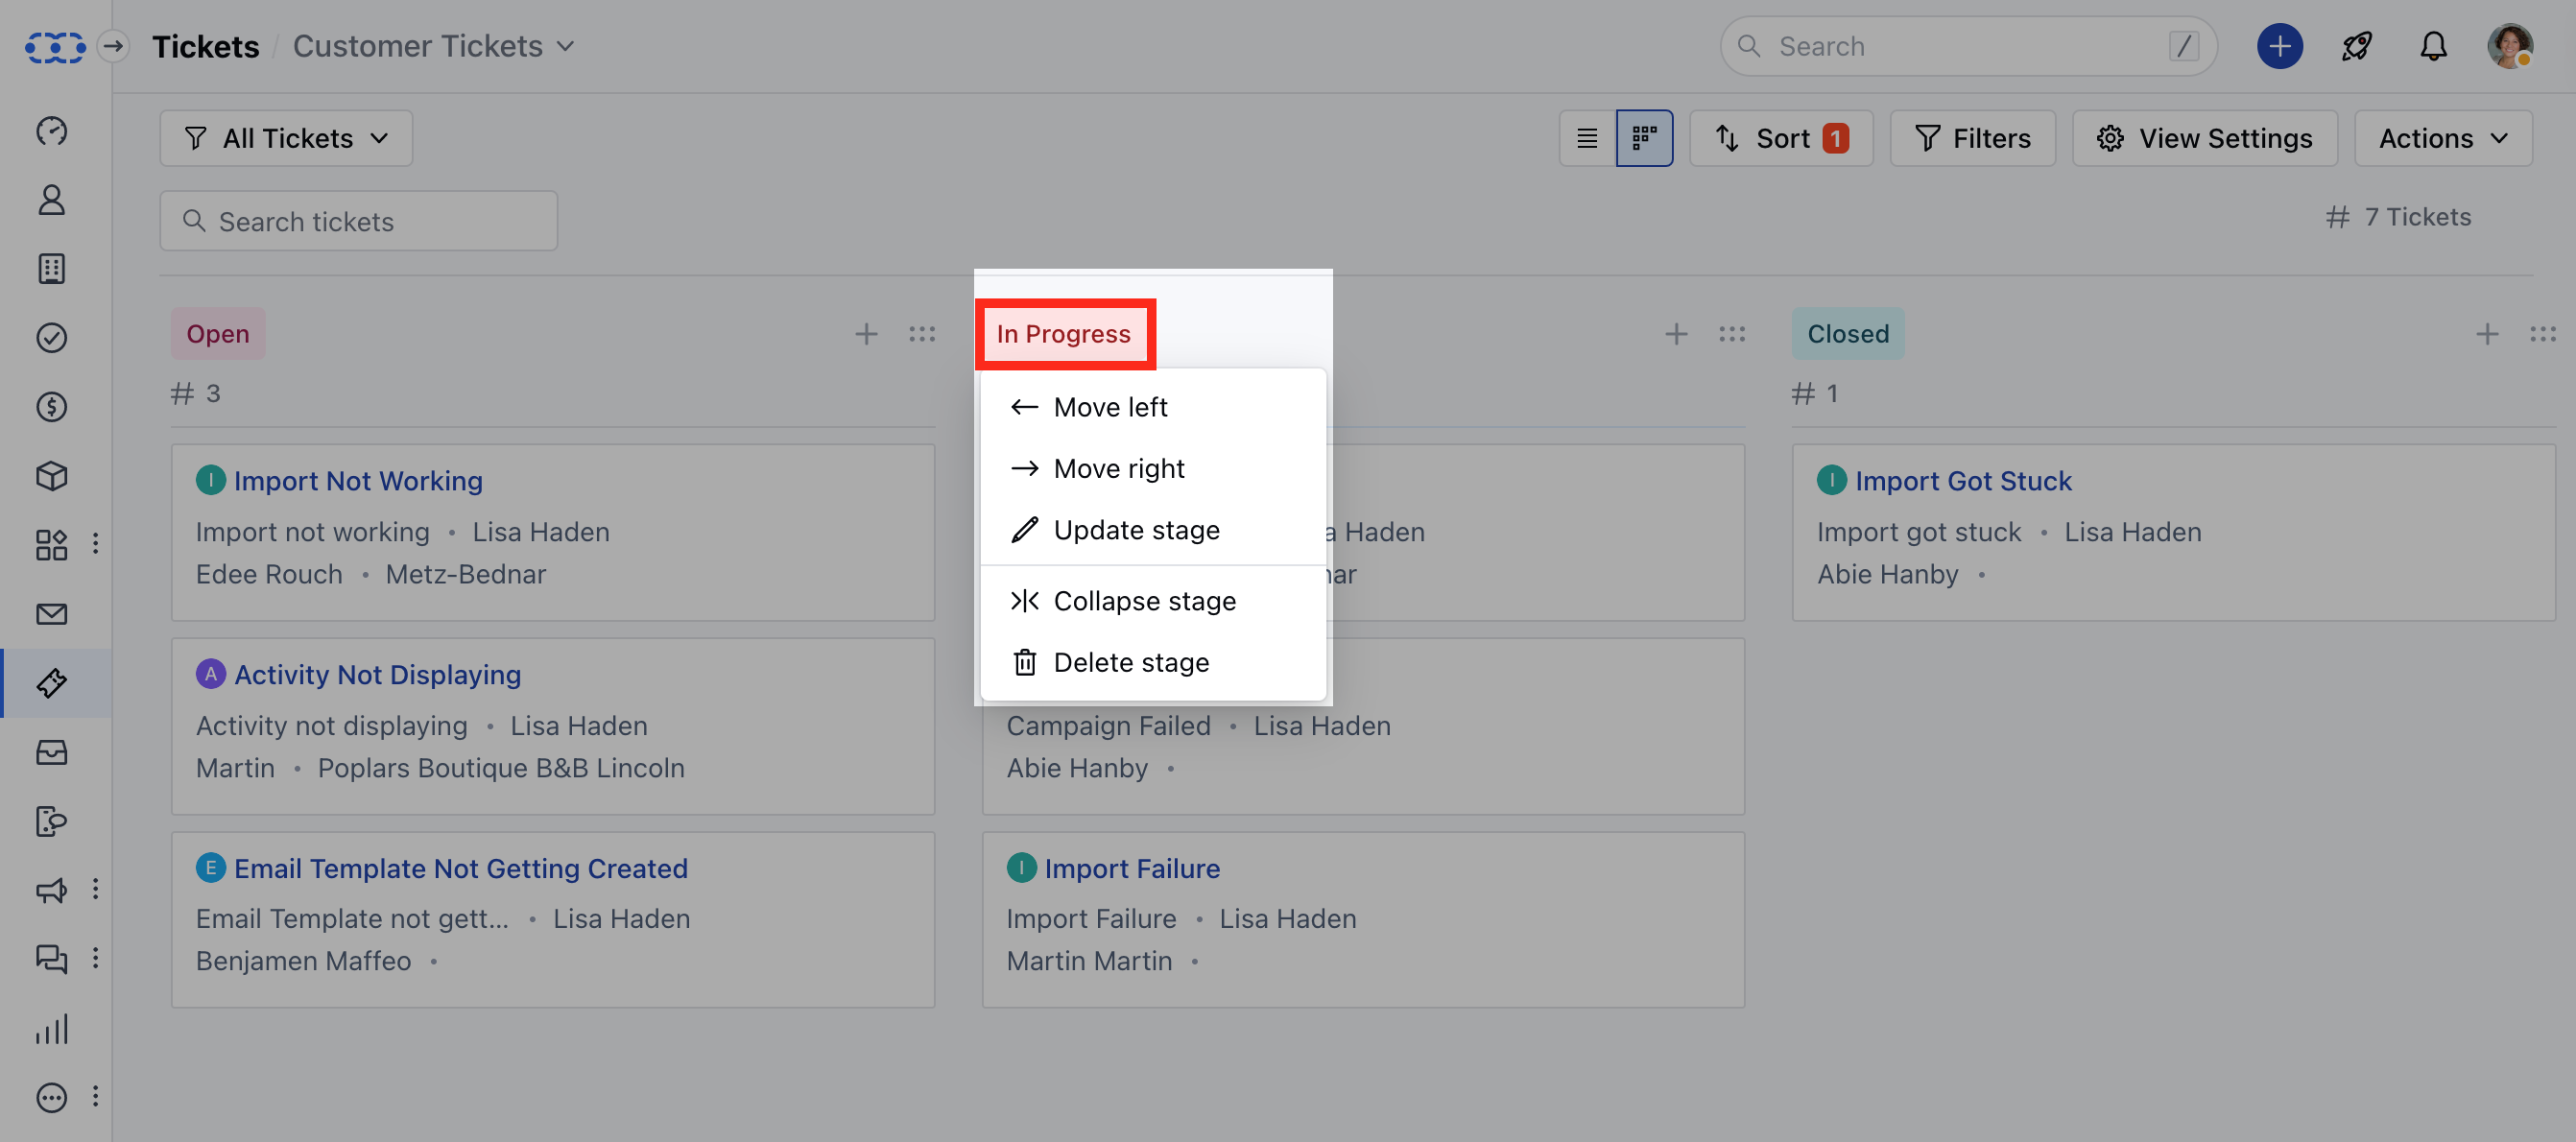 Tickets / Customer Tickets
Search /
All Tickets
Sort 1
Filters
View Settings
Actions
Search tickets
# 7 Tickets
Open
# 3
I Import Not Working
Import not working • Lisa Haden
Edee Rouch • Metz-Bednar
A Activity Not Displaying
Activity not displaying • Lisa Haden
Martin • Poplars Boutique B&B Lincoln
E Email Template Not Getting Created
Email Template not gett... • Lisa Haden
Benjamen Maffeo •
In Progress
Move left
Move right
Update stage
Collapse stage
Delete stage
Haden
Campaign Failed • Lisa Haden
Abie Hanby •
I Import Failure
Import Failure • Lisa Haden
Martin Martin •
Closed
# 1
I Import Got Stuck
Import got stuck • Lisa Haden
Abie Hanby •